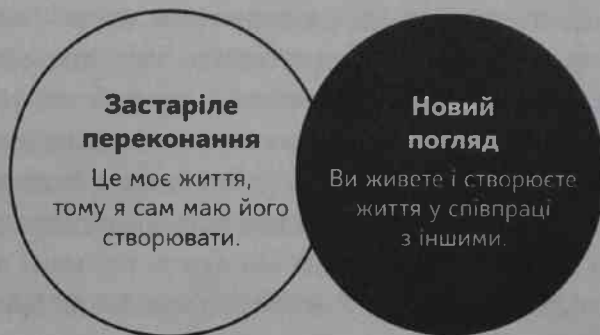 Застаріле
переконання
Це моє життя,
тому я сам маю його
створювати.
Новий
погляд
Ви живете і створюєте
життя у співпраці
з іншими.